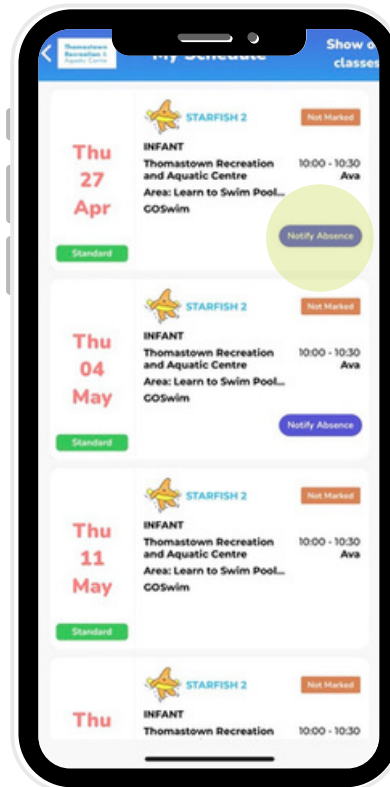 Thomastown
Recreation &
Aquatic Centre
My Schedule
Show o
classes
STARFISH 2
Not Marked
Thu
27
Apr
INFANT
Thomastown Recreation
and Aquatic Centre
10:00 - 10:30
Ava
Area: Learn to Swim Pool...
GOSwim
Notify Absence
Standard
STARFISH 2
Not Marked
Thu
04
May
INFANT
Thomastown Recreation
and Aquatic Centre
10:00 - 10:30
Ava
Area: Learn to Swim Pool...
GOSwim
Notify Absence
Standard
STARFISH 2
Not Marked
Thu
11
May
INFANT
Thomastown Recreation
and Aquatic Centre
10:00 - 10:30
Ava
Area: Learn to Swim Pool...
GOSwim
Standard
STARFISH 2
Not Marked
Thu
INFANT
Thomastown Recreation
10:00 - 10:30